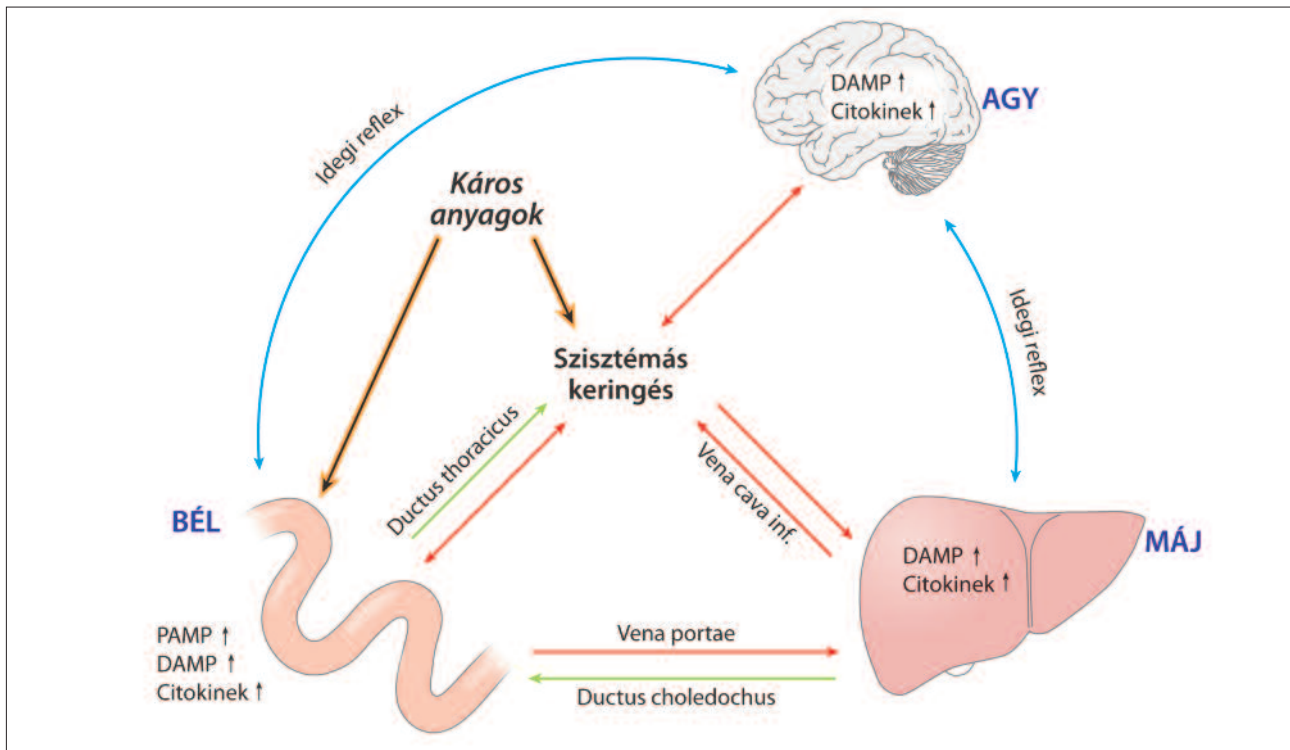 DAMP ↑
Citokinek ↑
AGY
Idegi reflex
Káros
anyagok
Idegi reflex
Szisztémás
keringés
Ductus thoracicus
Vena cava inf.
BÉL
MÁJ
DAMP ↑
Citokinek ↑
PAMP ↑
DAMP ↑
Citokinek ↑
Vena portae
Ductus choledochus